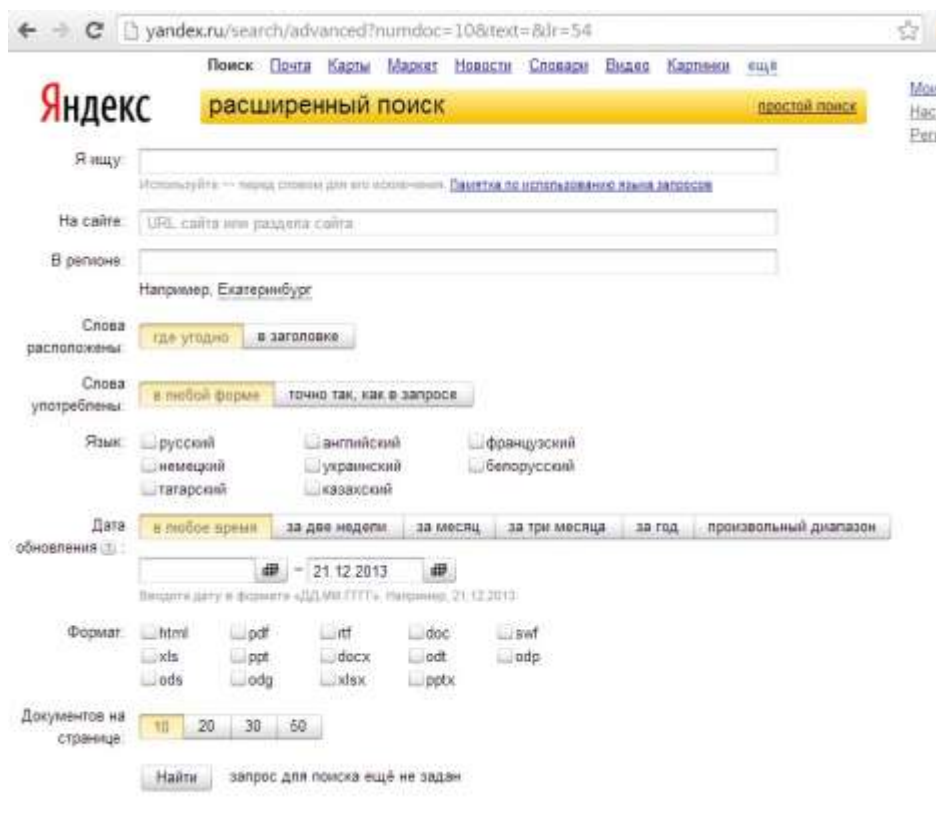 yandex.ru/search/advanced?numdoc=10&text=&lr=54
Поиск Почта Карты Маркет Новости Словари Видео Картинки ещё
Яндекс расширенный поиск простой поиск
Мои
Нас
Рег
Я ищу:
Используйте ~~ перед словом для его исключения. Памятка по использованию языка запросов
На сайте: URL сайта или раздела сайта
В регионе:
Например, Екатеринбург
Слова расположены: где угодно в заголовке
Слова употреблены: в любой форме точно так, как в запросе
Язык: русский английский французский
немецкий украинский белорусский
татарский казахский
Дата обновления [?] : в любое время за две недели за месяц за три месяца за год произвольный диапазон
– 21.12.2013
Введите дату в формате «ДД.ММ.ГГГГ». Например, 21.12.2013
Формат: html pdf rtf doc swf
xls ppt docx odt odp
ods odg xlsx pptx
Документов на странице: 10 20 30 50
Найти запрос для поиска ещё не задан